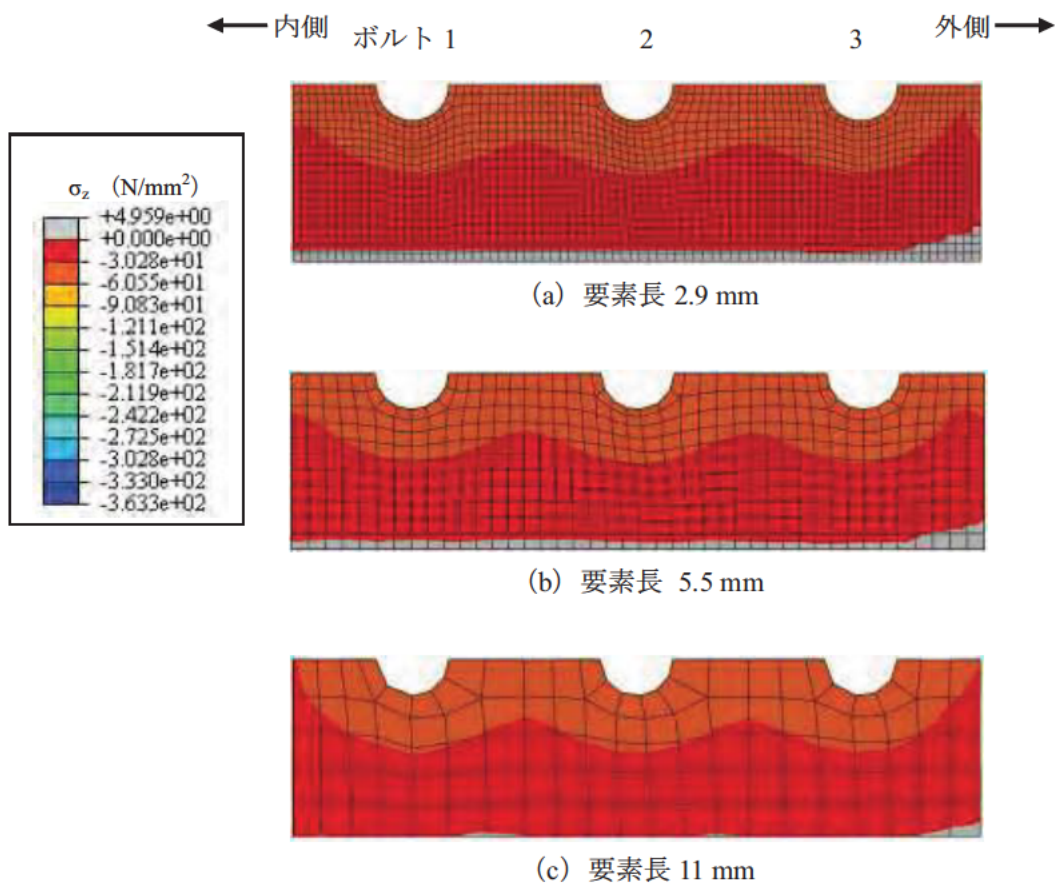 内側
ボルト 1
2
3
外側
σz （N/mm2）
+4.959e+00
+0.000e+00
-3.028e+01
-6.055e+01
-9.083e+01
-1.211e+02
-1.514e+02
-1.817e+02
-2.119e+02
-2.422e+02
-2.725e+02
-3.028e+02
-3.330e+02
-3.633e+02
（a）要素長 2.9 mm
（b）要素長 5.5 mm
（c）要素長 11 mm